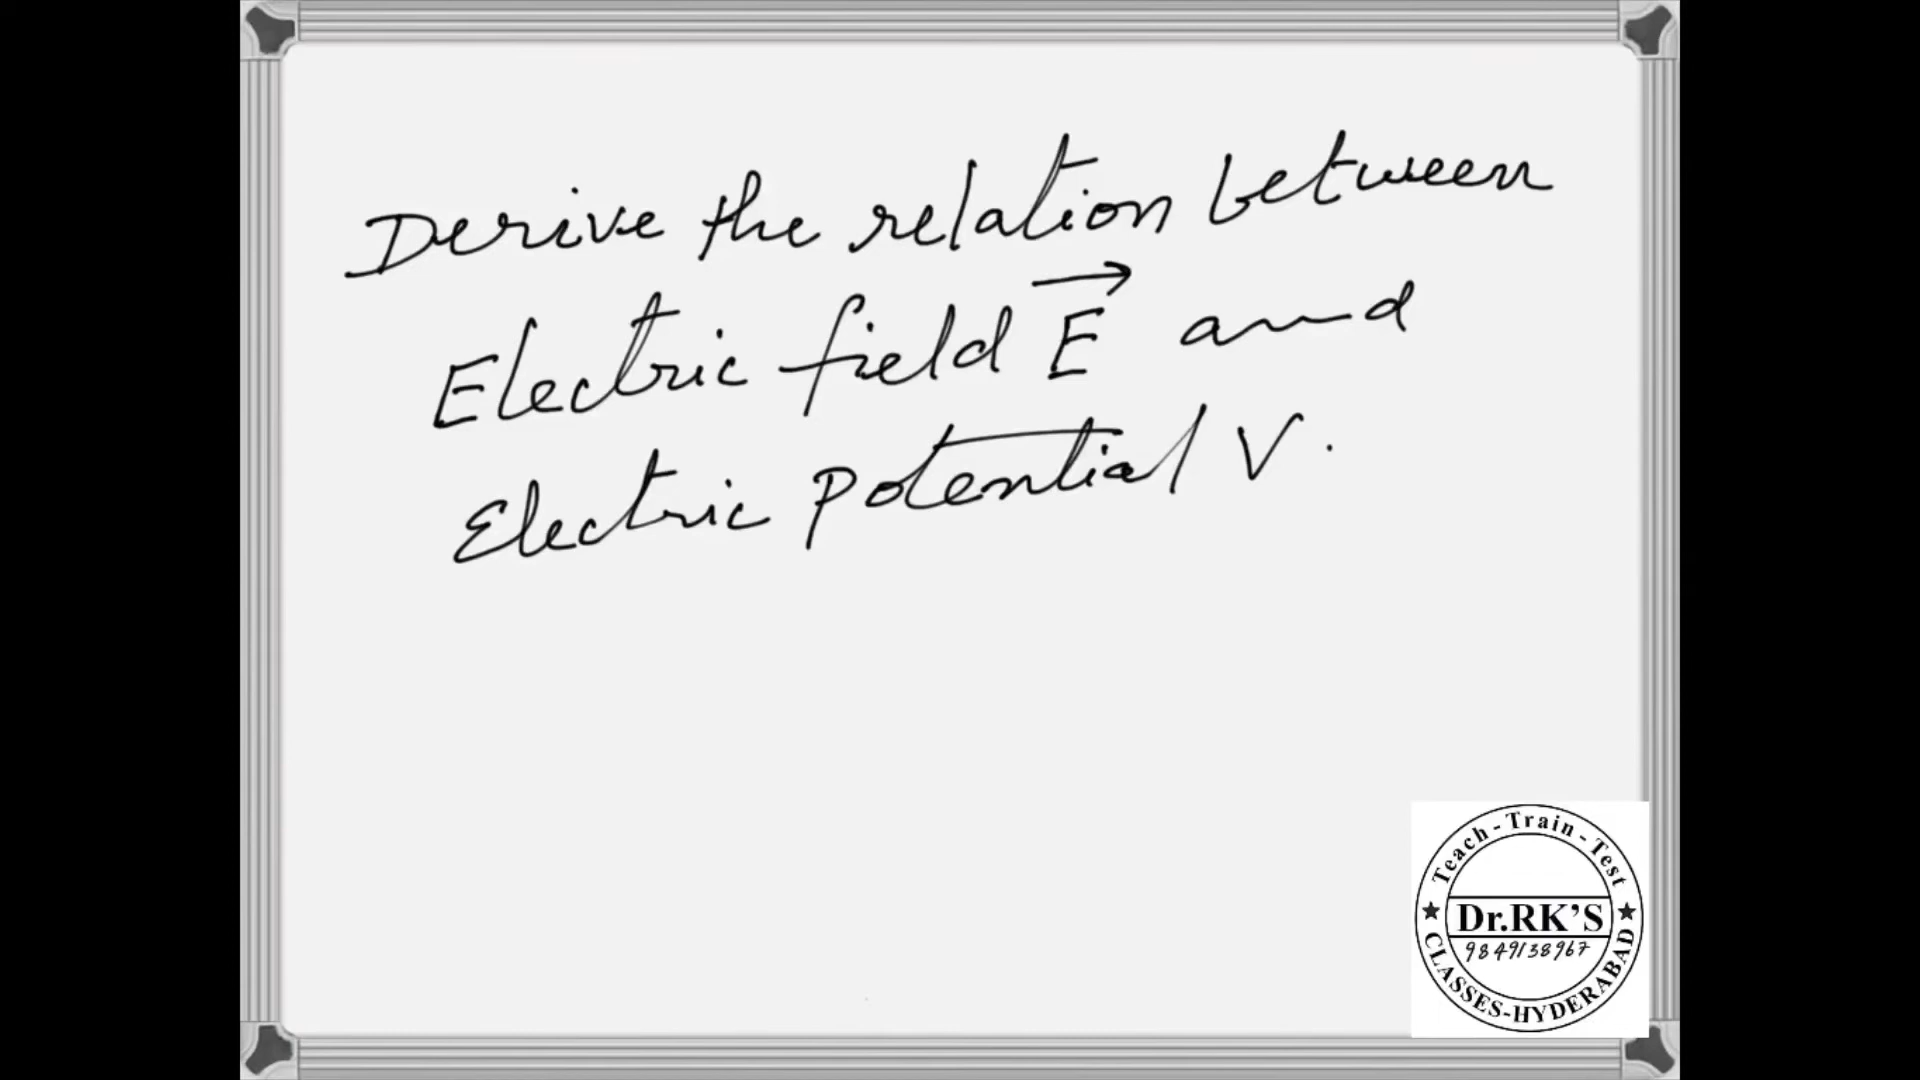 Derive the relation between
Electric field E and
Electric potential V.
Teach-Train-Test
Dr.RK'S
9849138967
CLASSES-HYDERABAD